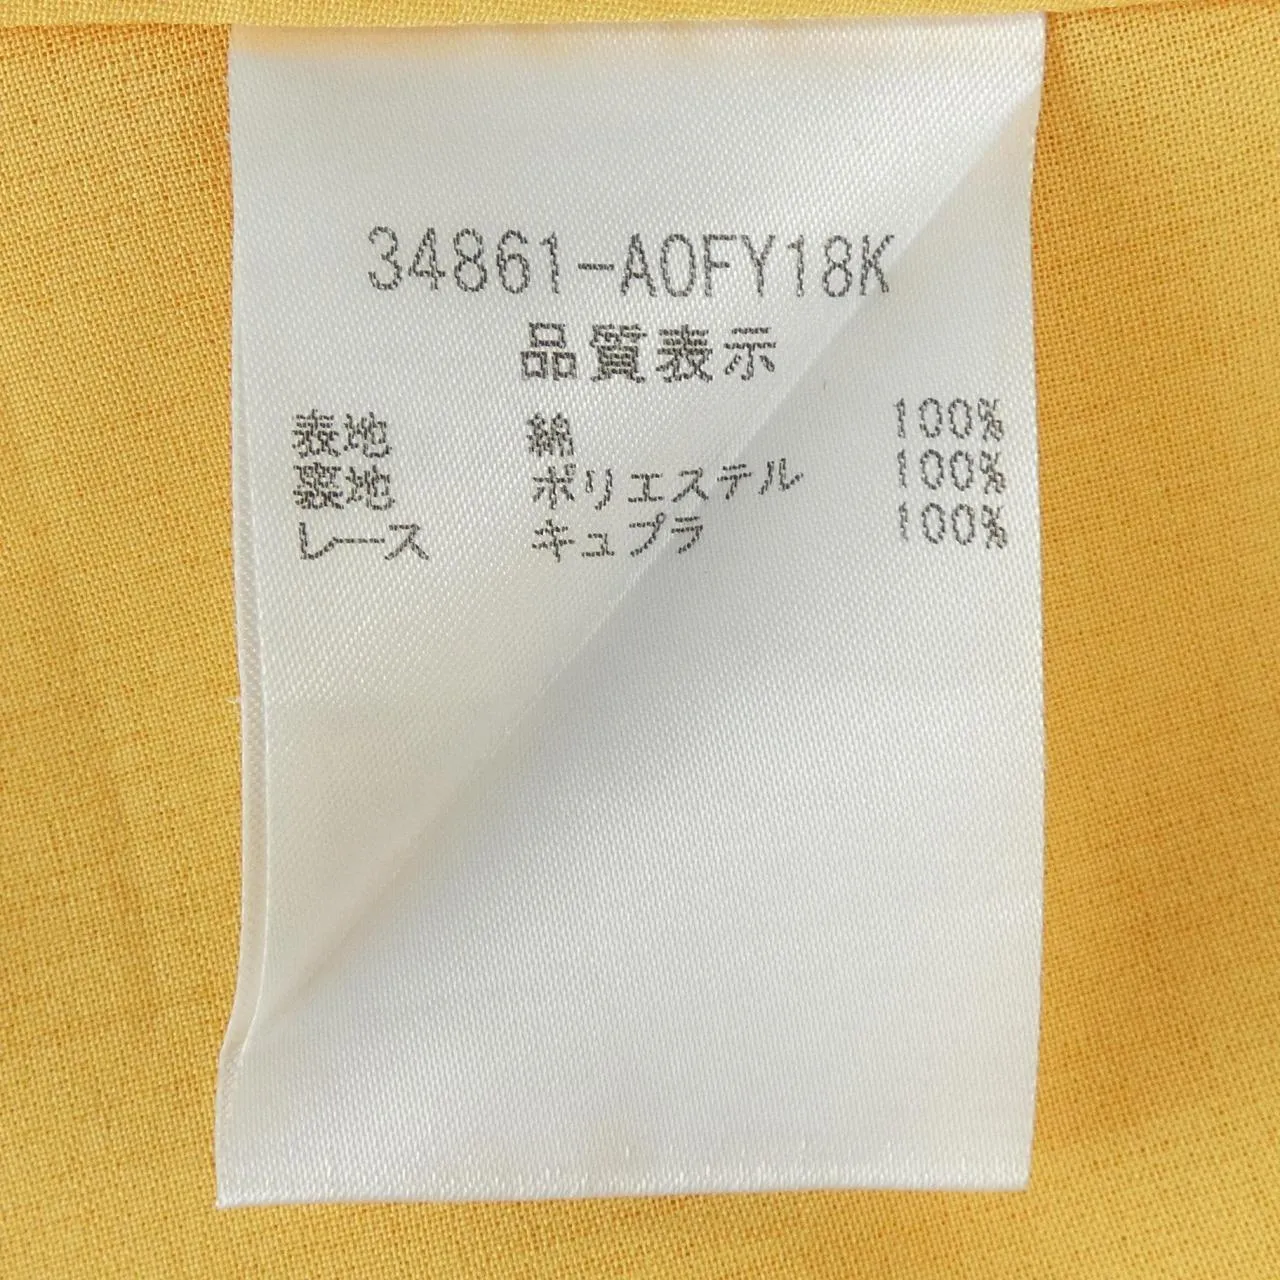 34861-A0FY18K
品質表示
表地 綿 100%
裏地 ポリエステル 100%
レース キュプラ 100%